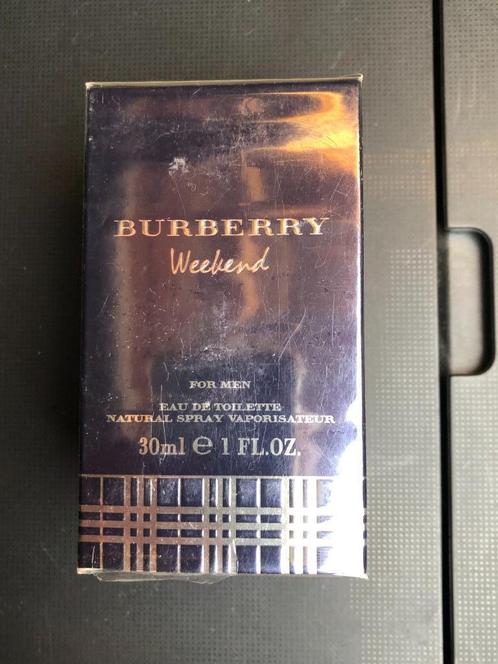 BURBERRY
Weekend
FOR MEN
EAU DE TOILETTE
NATURAL SPRAY VAPORISATEUR
30ml ℮ 1 FL.OZ.